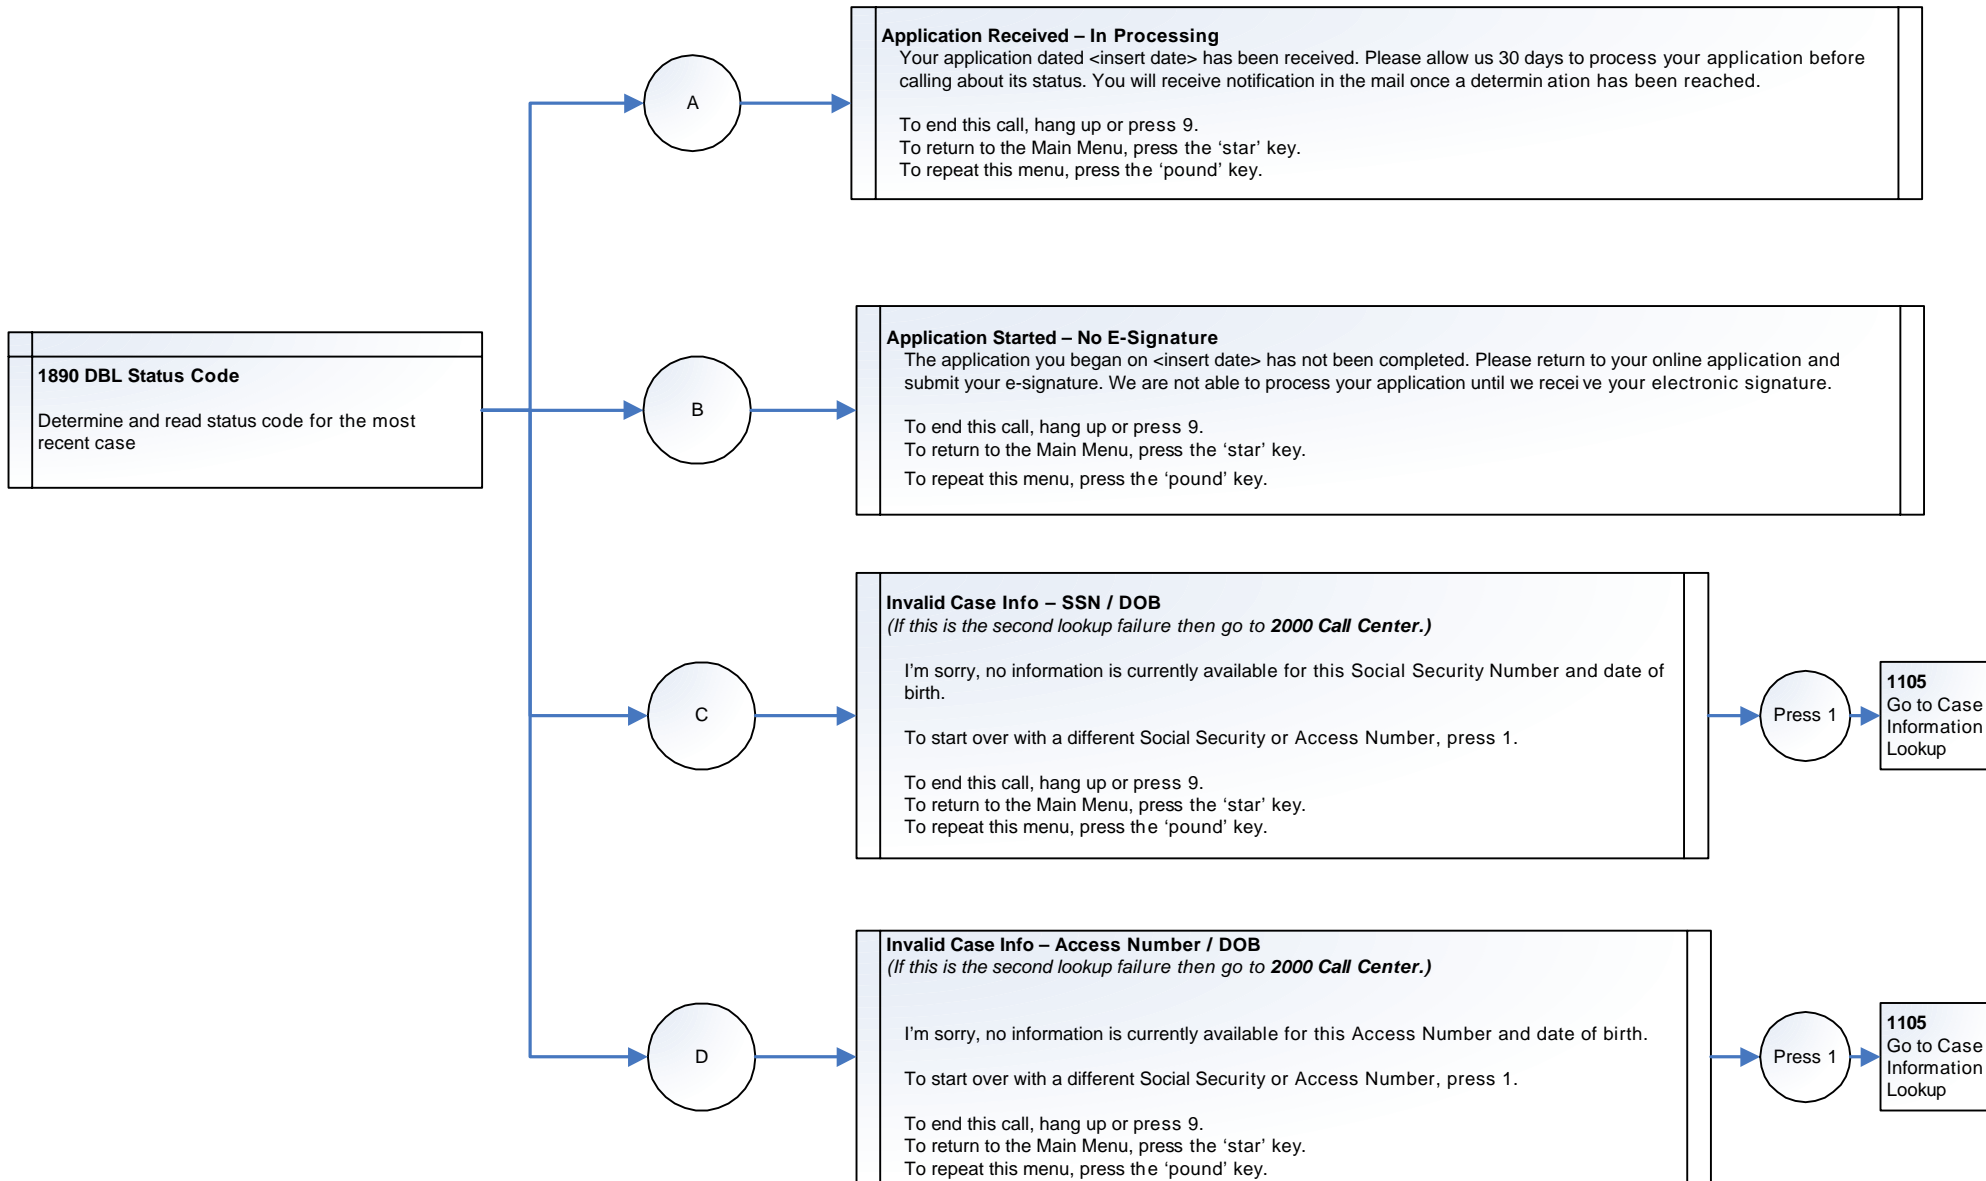 1890 DBL Status Code
Determine and read status code for the most
recent case
A
Application Received – In Processing
Your application dated <insert date> has been received. Please allow us 30 days to process your application before
calling about its status. You will receive notification in the mail once a determin ation has been reached.
To end this call, hang up or press 9.
To return to the Main Menu, press the ‘star’ key.
To repeat this menu, press the ‘pound’ key.
B
Application Started – No E-Signature
The application you began on <insert date> has not been completed. Please return to your online application and
submit your e-signature. We are not able to process your application until we recei ve your electronic signature.
To end this call, hang up or press 9.
To return to the Main Menu, press the ‘star’ key.
To repeat this menu, press the ‘pound’ key.
C
Invalid Case Info – SSN / DOB
(If this is the second lookup failure then go to 2000 Call Center.)
I’m sorry, no information is currently available for this Social Security Number and date of
birth.
To start over with a different Social Security or Access Number, press 1.
To end this call, hang up or press 9.
To return to the Main Menu, press the ‘star’ key.
To repeat this menu, press the ‘pound’ key.
Press 1
1105
Go to Case
Information
Lookup
D
Invalid Case Info – Access Number / DOB
(If this is the second lookup failure then go to 2000 Call Center.)
I’m sorry, no information is currently available for this Access Number and date of birth.
To start over with a different Social Security or Access Number, press 1.
To end this call, hang up or press 9.
To return to the Main Menu, press the ‘star’ key.
To repeat this menu, press the ‘pound’ key.
Press 1
1105
Go to Case
Information
Lookup